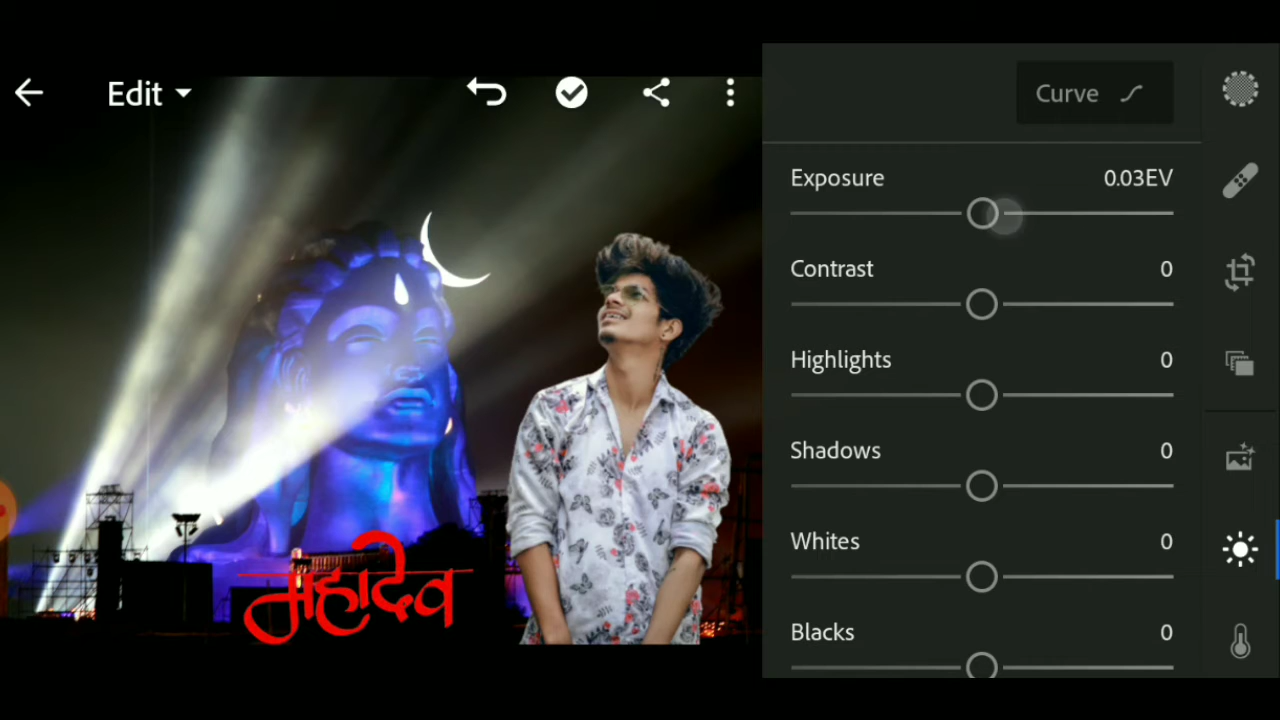 Edit
Curve
Exposure 0.03EV
Contrast 0
Highlights 0
Shadows 0
Whites 0
Blacks 0
महादेव